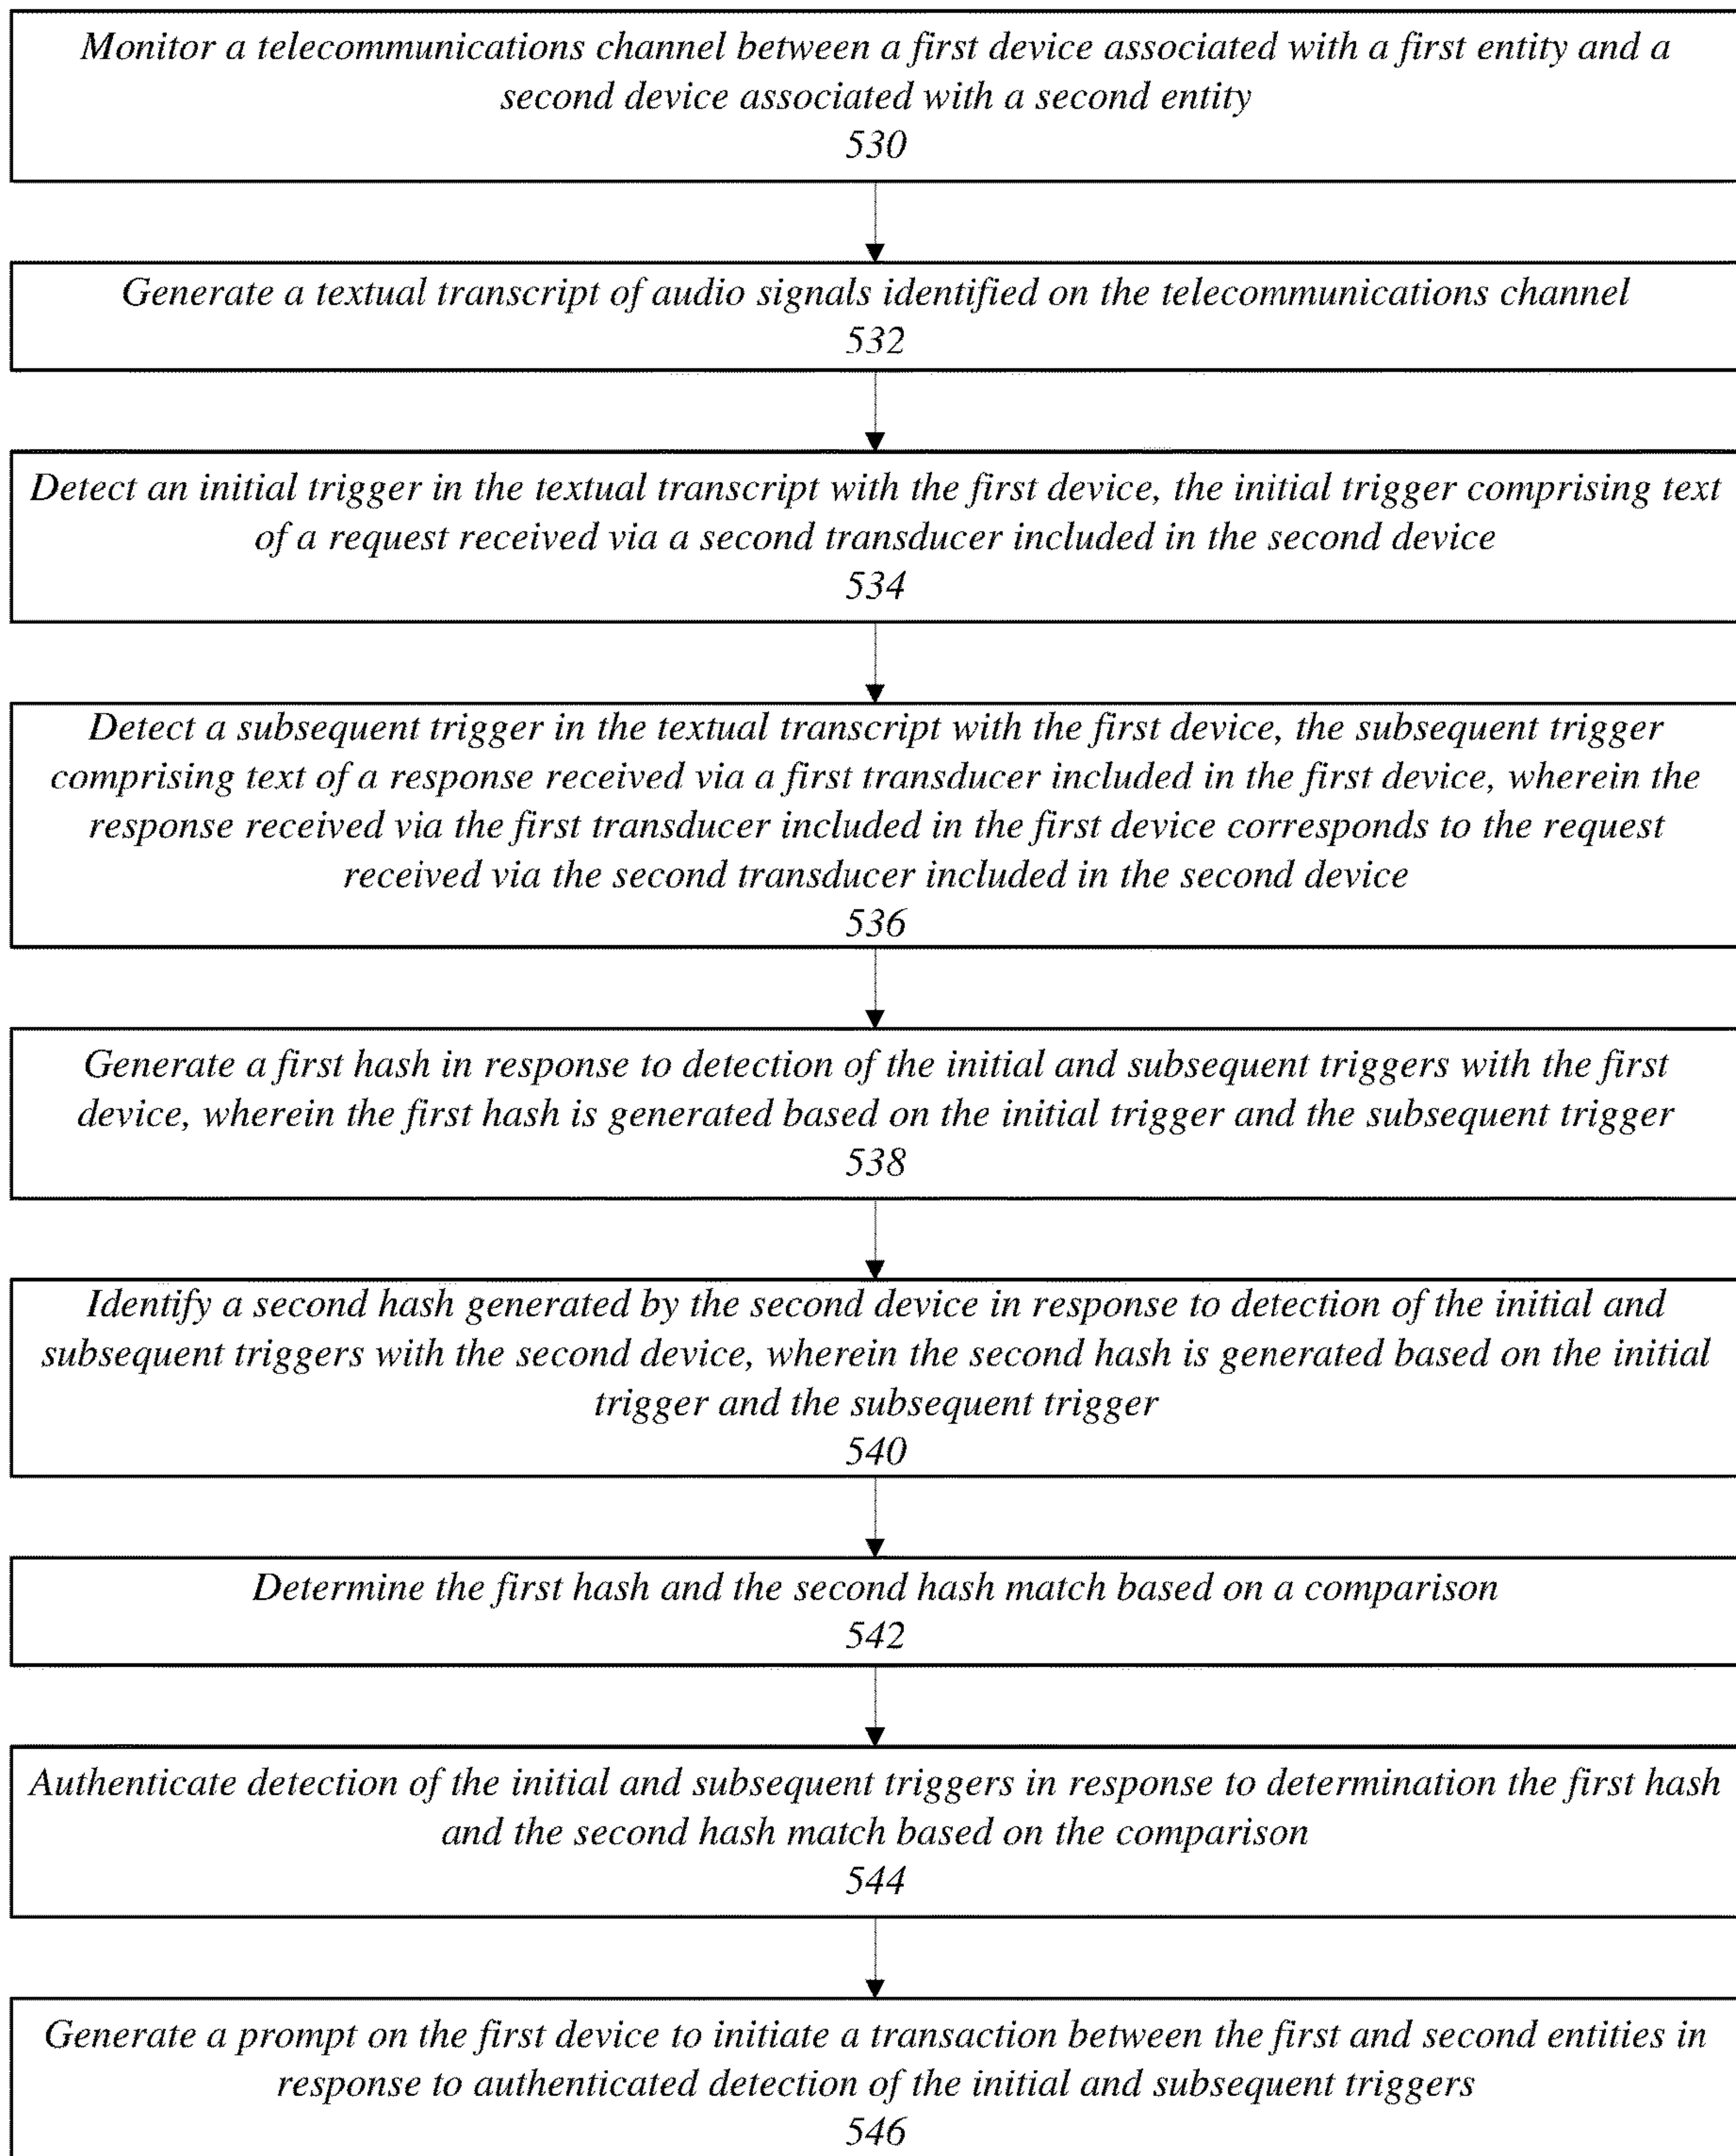 Monitor a telecommunications channel between a first device associated with a first entity and a
second device associated with a second entity
530
Generate a textual transcript of audio signals identified on the telecommunications channel
532
Detect an initial trigger in the textual transcript with the first device, the initial trigger comprising text
of a request received via a second transducer included in the second device
534
Detect a subsequent trigger in the textual transcript with the first device, the subsequent trigger
comprising text of a response received via a first transducer included in the first device, wherein the
response received via the first transducer included in the first device corresponds to the request
received via the second transducer included in the second device
536
Generate a first hash in response to detection of the initial and subsequent triggers with the first
device, wherein the first hash is generated based on the initial trigger and the subsequent trigger
538
Identify a second hash generated by the second device in response to detection of the initial and
subsequent triggers with the second device, wherein the second hash is generated based on the initial
trigger and the subsequent trigger
540
Determine the first hash and the second hash match based on a comparison
542
Authenticate detection of the initial and subsequent triggers in response to determination the first hash
and the second hash match based on the comparison
544
Generate a prompt on the first device to initiate a transaction between the first and second entities in
response to authenticated detection of the initial and subsequent triggers
546